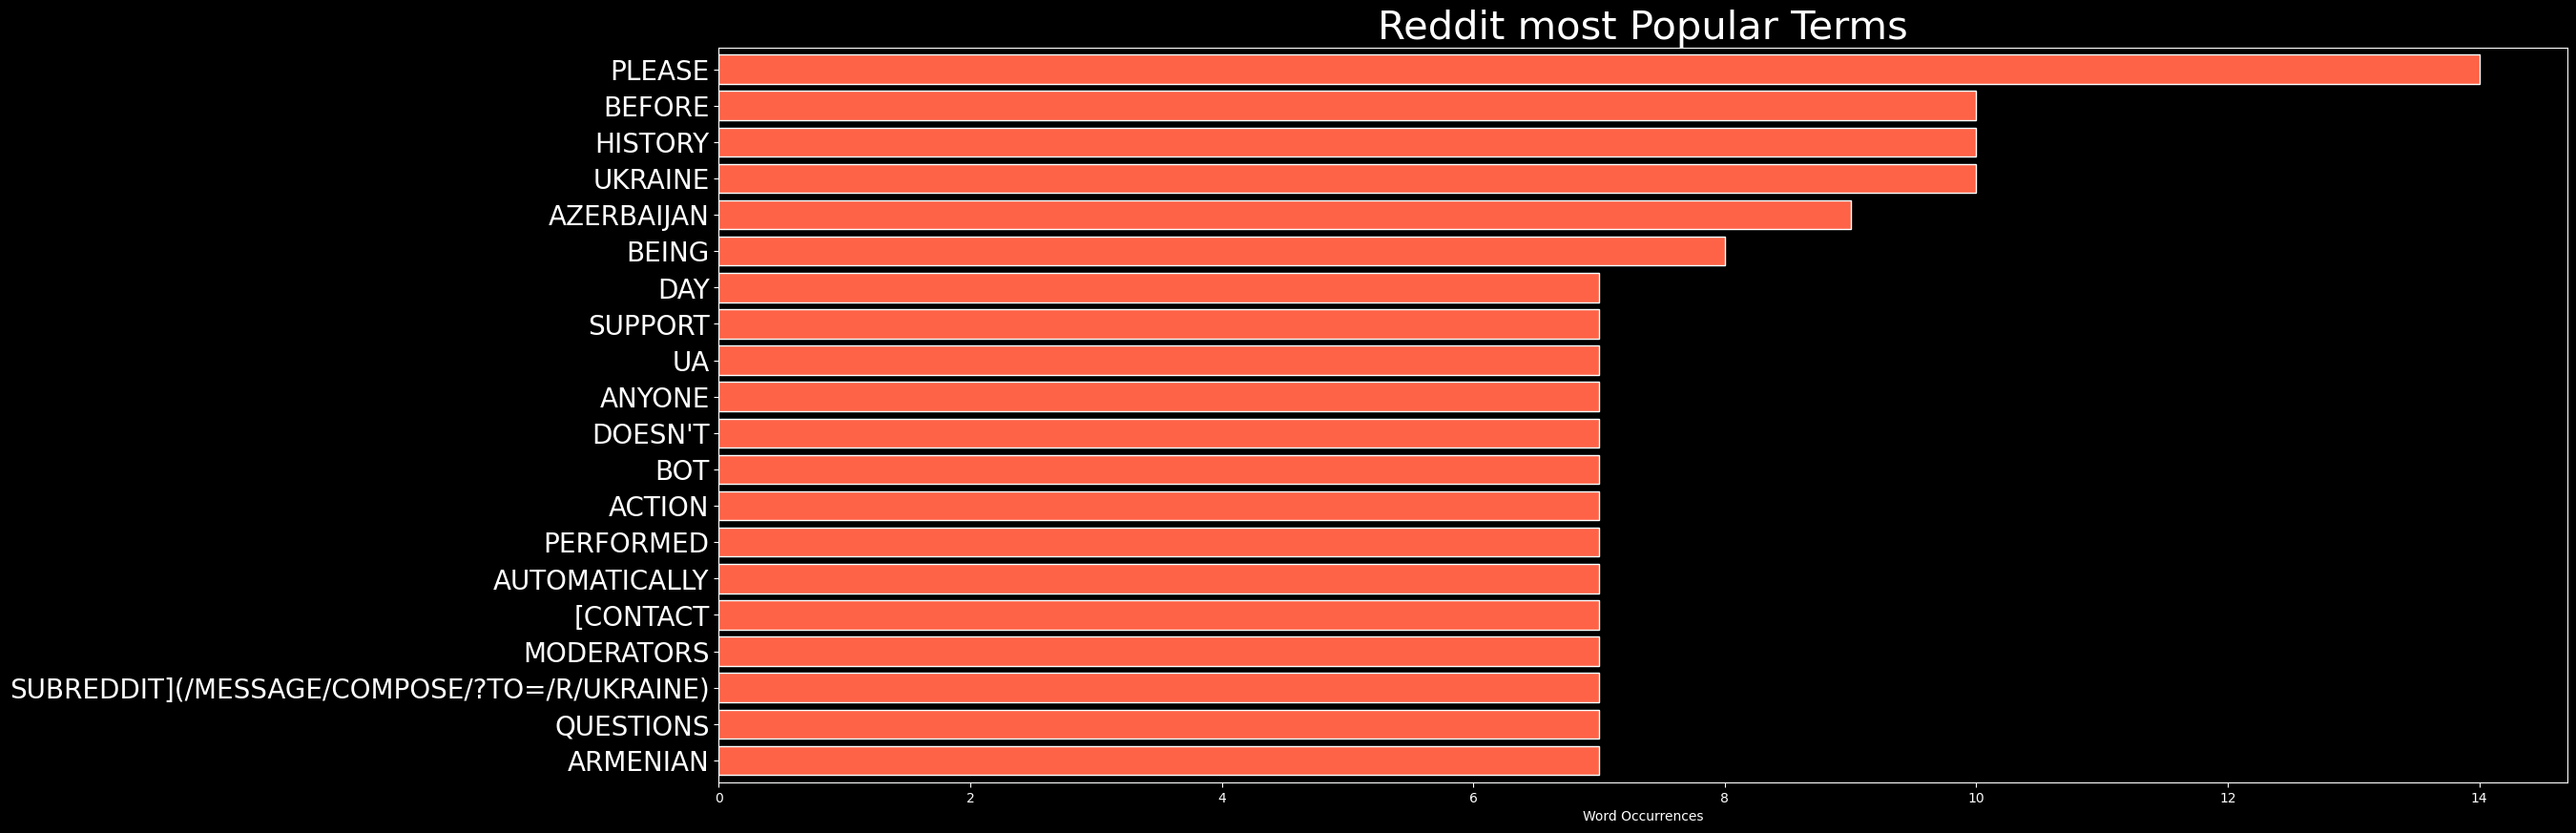 Reddit most Popular Terms
PLEASE
BEFORE
HISTORY
UKRAINE
AZERBAIJAN
BEING
DAY
SUPPORT
UA
ANYONE
DOESN'T
BOT
ACTION
PERFORMED
AUTOMATICALLY
[CONTACT
MODERATORS
SUBREDDIT](/MESSAGE/COMPOSE/?TO=/R/UKRAINE)
QUESTIONS
ARMENIAN
0 2 4 6 8 10 12 14
Word Occurrences